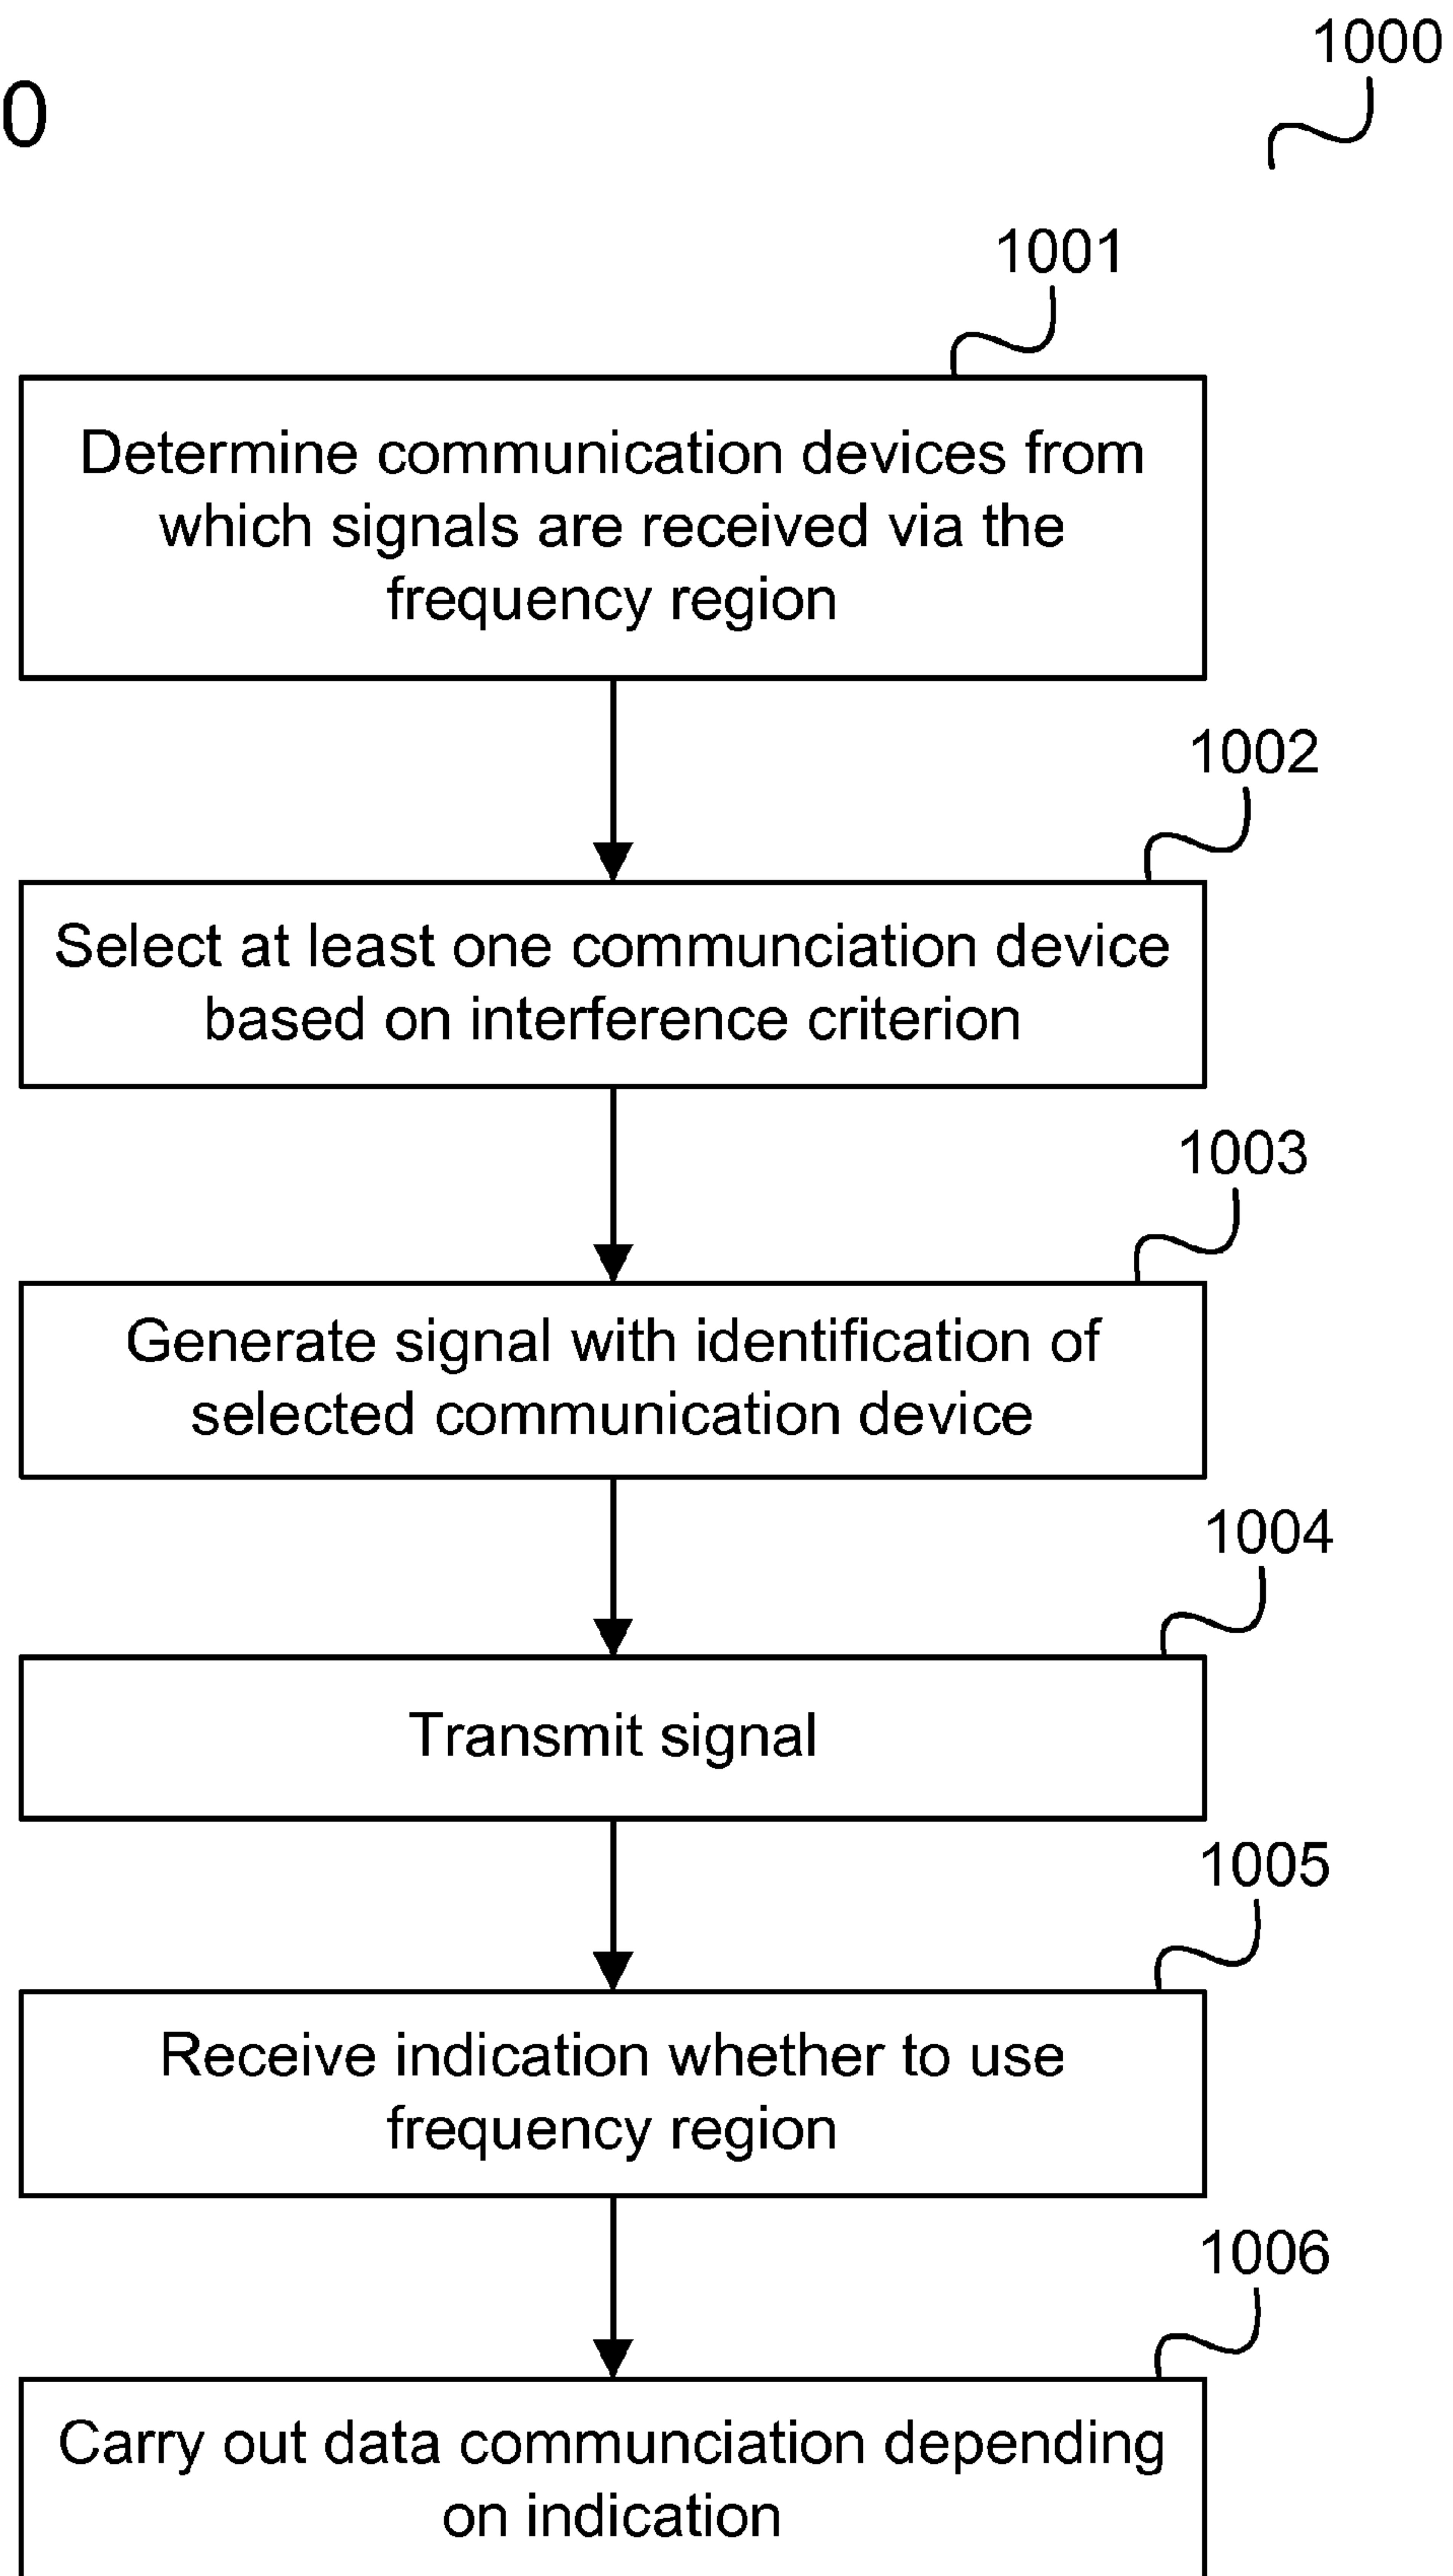 1000
0
1001
Determine communication devices from
which signals are received via the
frequency region
1002
Select at least one communciation device
based on interference criterion
1003
Generate signal with identification of
selected communication device
1004
Transmit signal
1005
Receive indication whether to use
frequency region
1006
Carry out data communciation depending
on indication